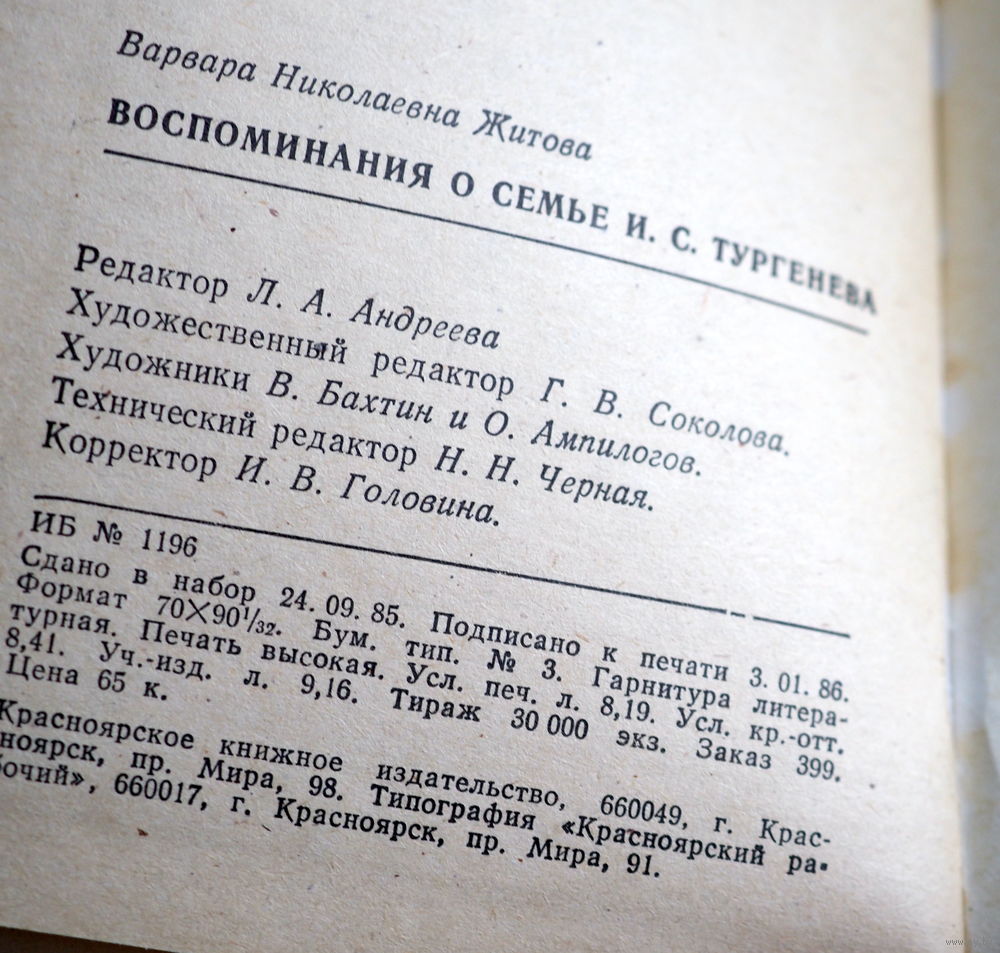 Варвара Николаевна Житова
ВОСПОМИНАНИЯ О СЕМЬЕ И. С. ТУРГЕНЕВА
Редактор Л. А. Андреева
Художественный редактор Г. В. Соколова.
Художники В. Бахтин и О. Ампилогов.
Технический редактор Н. Н. Черная.
Корректор И. В. Головина.
ИБ № 1196
Сдано в набор 24. 09. 85. Подписано к печати 3. 01. 86.
Формат 70×90¹/₃₂. Бум. тип. № 3. Гарнитура литера-
турная. Печать высокая. Усл. печ. л. 8,19. Усл. кр.-отт.
8,41. Уч.-изд. л. 9,16. Тираж 30 000 экз. Заказ 399.
Цена 65 к.
Красноярское книжное издательство, 660049, г. Крас-
ноярск, пр. Мира, 98. Типография «Красноярский ра-
бочий», 660017, г. Красноярск, пр. Мира, 91.